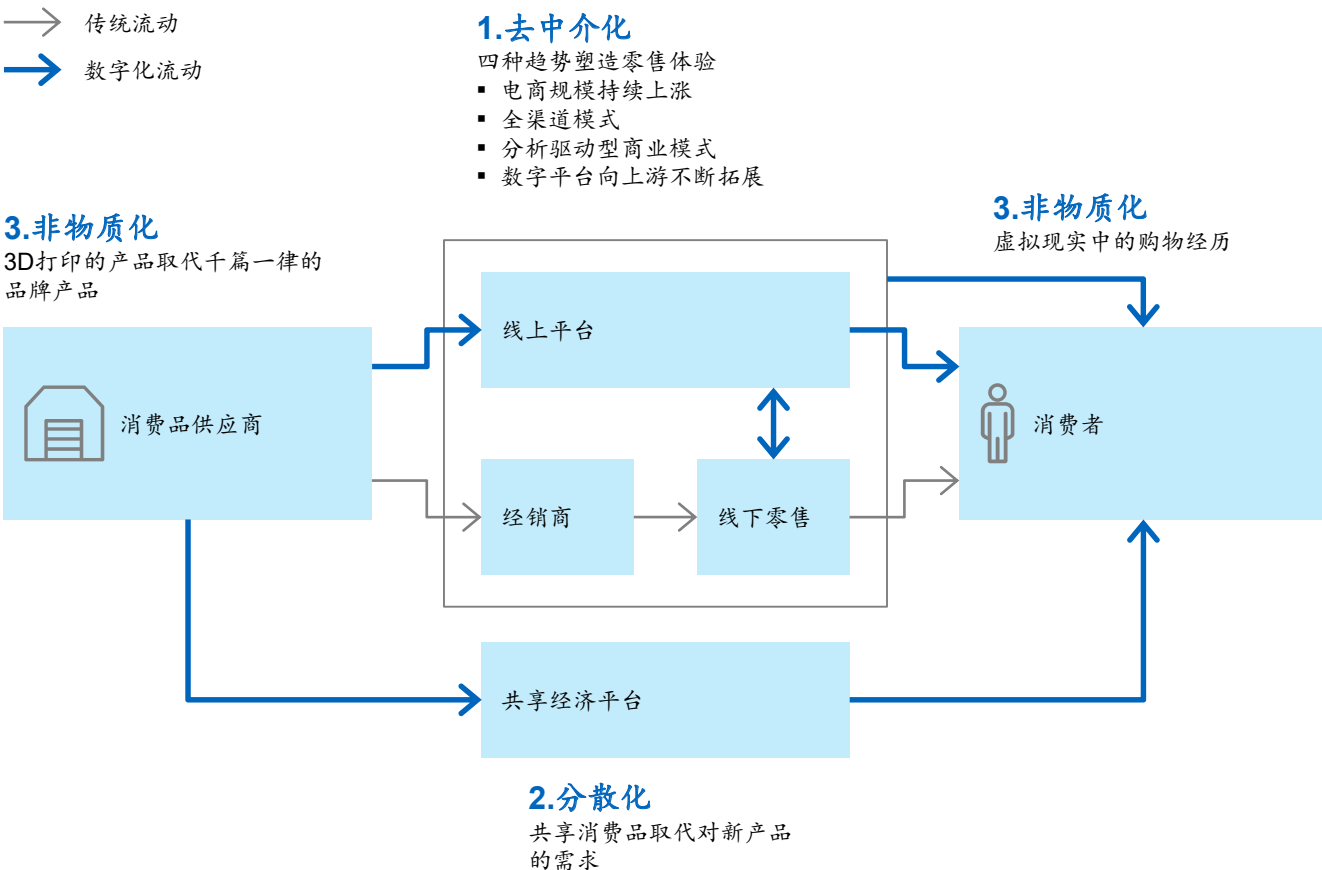 传统流动
数字化流动
1.去中介化
四种趋势塑造零售体验
▪ 电商规模持续上涨
▪ 全渠道模式
▪ 分析驱动型商业模式
▪ 数字平台向上游不断拓展
3.非物质化
3D打印的产品取代千篇一律的
品牌产品
3.非物质化
虚拟现实中的购物经历
线上平台
消费品供应商
消费者
经销商
线下零售
共享经济平台
2.分散化
共享消费品取代对新产品
的需求